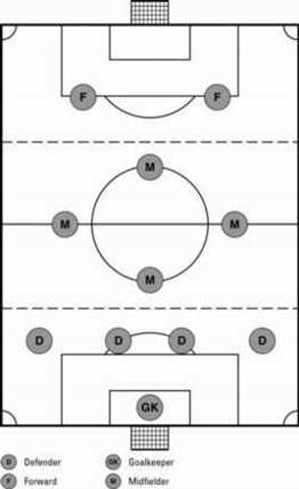 F F
M
M M
M
D D D D
GK
D Defender GK Goalkeeper
F Forward M Midfielder